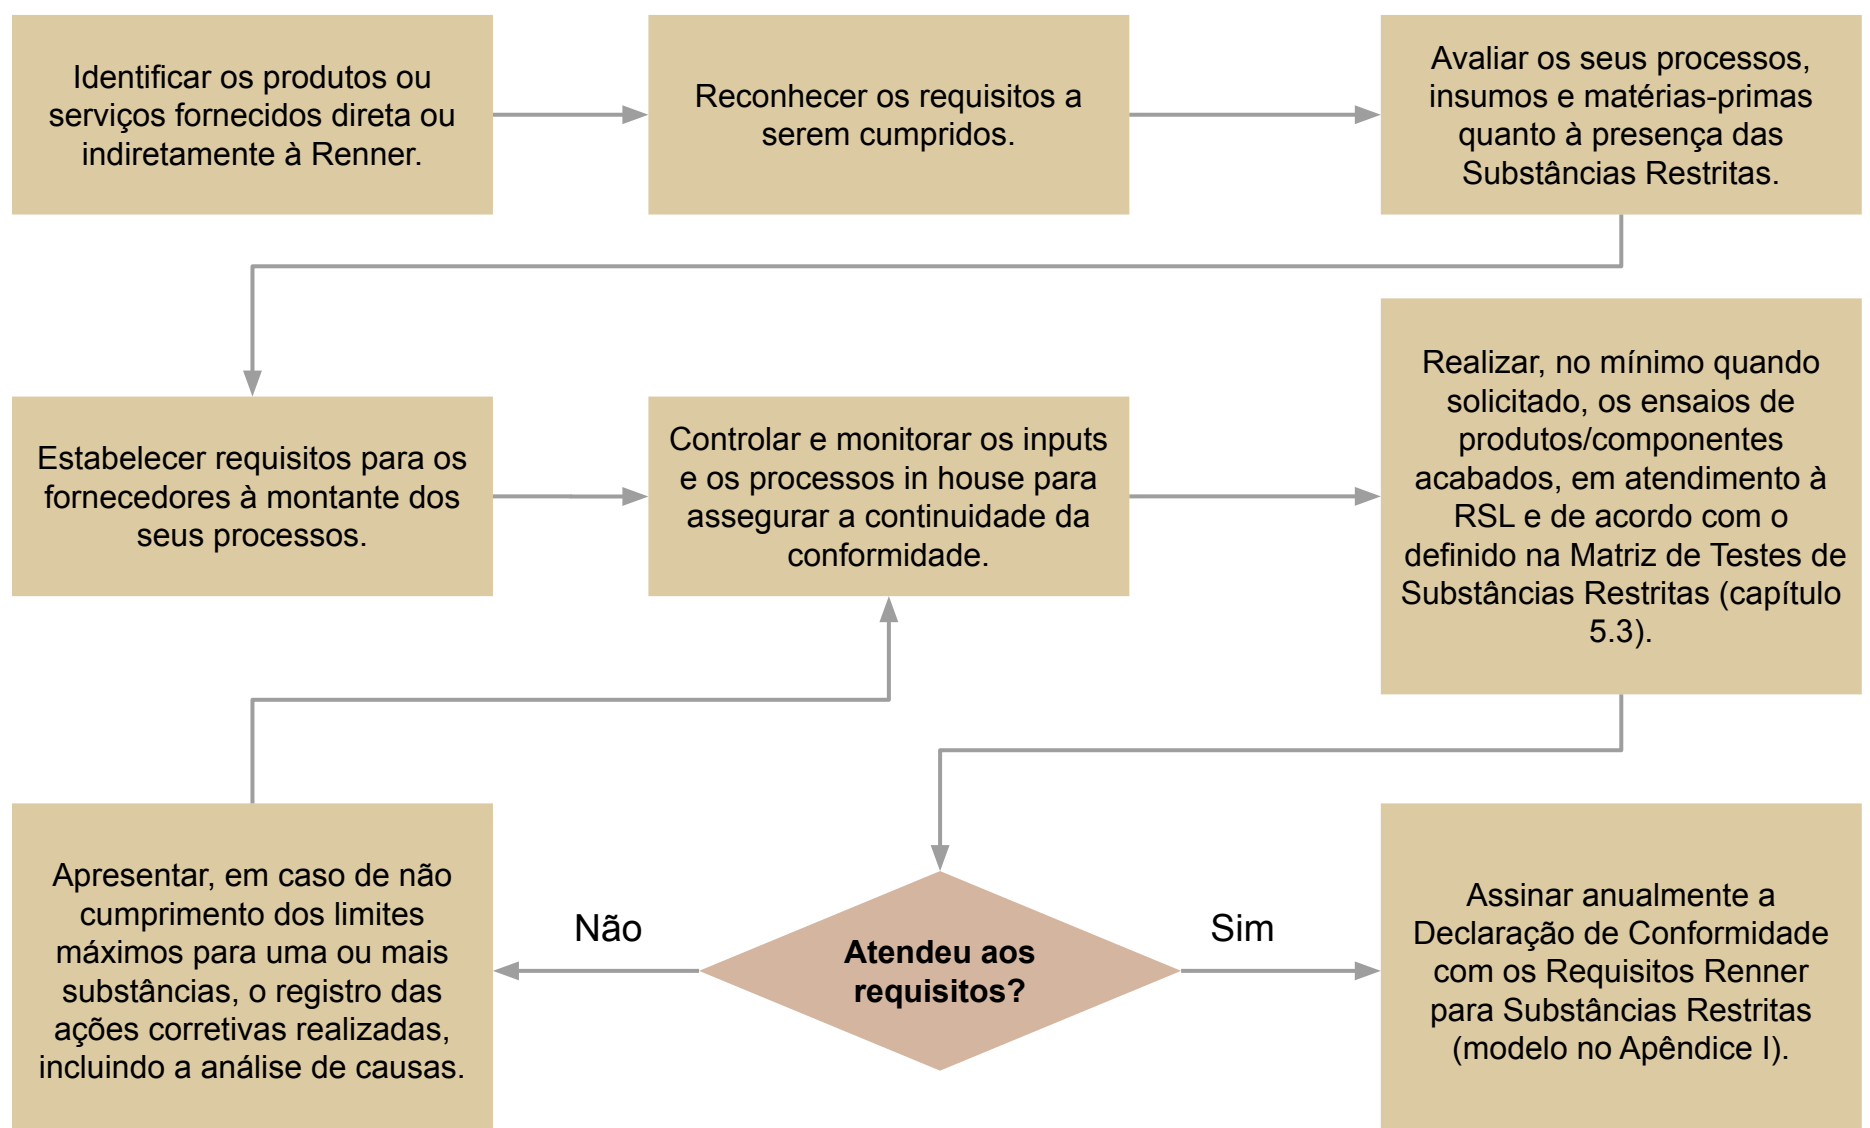 Identificar os produtos ou
serviços fornecidos direta ou
indiretamente à Renner.
Reconhecer os requisitos a
serem cumpridos.
Avaliar os seus processos,
insumos e matérias-primas
quanto à presença das
Substâncias Restritas.
Estabelecer requisitos para os
fornecedores à montante dos
seus processos.
Controlar e monitorar os inputs
e os processos in house para
assegurar a continuidade da
conformidade.
Realizar, no mínimo quando
solicitado, os ensaios de
produtos/componentes
acabados, em atendimento à
RSL e de acordo com o
definido na Matriz de Testes de
Substâncias Restritas (capítulo
5.3).
Apresentar, em caso de não
cumprimento dos limites
máximos para uma ou mais
substâncias, o registro das
ações corretivas realizadas,
incluindo a análise de causas.
Não
Atendeu aos
requisitos?
Sim
Assinar anualmente a
Declaração de Conformidade
com os Requisitos Renner
para Substâncias Restritas
(modelo no Apêndice I).